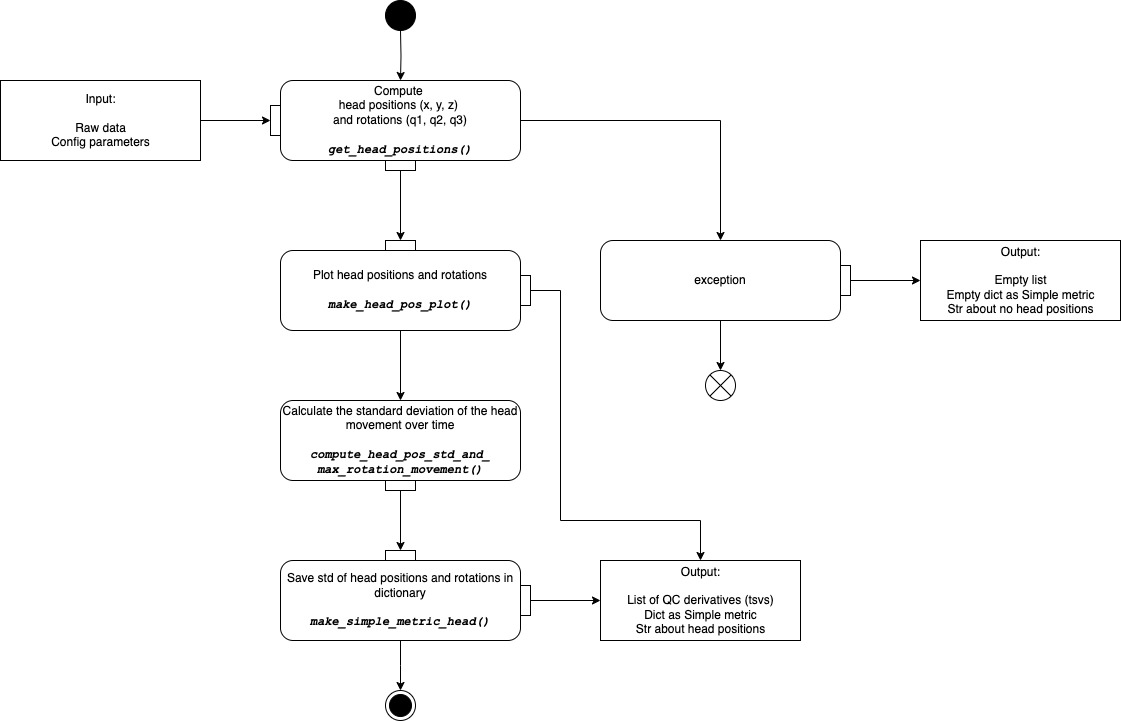 Input:
Raw data
Config parameters
Compute
head positions (x, y, z)
and rotations (q1, q2, q3)
get_head_positions()
Plot head positions and rotations
make_head_pos_plot()
exception
Output:
Empty list
Empty dict as Simple metric
Str about no head positions
Calculate the standard deviation of the head
movement over time
compute_head_pos_std_and_
max_rotation_movement()
Save std of head positions and rotations in
dictionary
make_simple_metric_head()
Output:
List of QC derivatives (tsvs)
Dict as Simple metric
Str about head positions